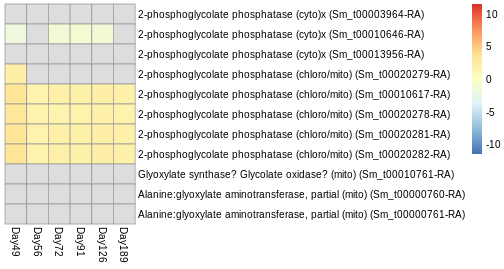 2-phosphoglycolate phosphatase (cyto)x (Sm_t00003964-RA)
2-phosphoglycolate phosphatase (cyto)x (Sm_t00010646-RA)
2-phosphoglycolate phosphatase (cyto)x (Sm_t00013956-RA)
2-phosphoglycolate phosphatase (chloro/mito) (Sm_t00020279-RA)
2-phosphoglycolate phosphatase (chloro/mito) (Sm_t00010617-RA)
2-phosphoglycolate phosphatase (chloro/mito) (Sm_t00020278-RA)
2-phosphoglycolate phosphatase (chloro/mito) (Sm_t00020281-RA)
2-phosphoglycolate phosphatase (chloro/mito) (Sm_t00020282-RA)
Glyoxylate synthase? Glycolate oxidase? (mito) (Sm_t00010761-RA)
Alanine:glyoxylate aminotransferase, partial (mito) (Sm_t00000760-RA)
Alanine:glyoxylate aminotransferase, partial (mito) (Sm_t00000761-RA)
Day49
Day56
Day72
Day91
Day126
Day189
10
5
0
-5
-10